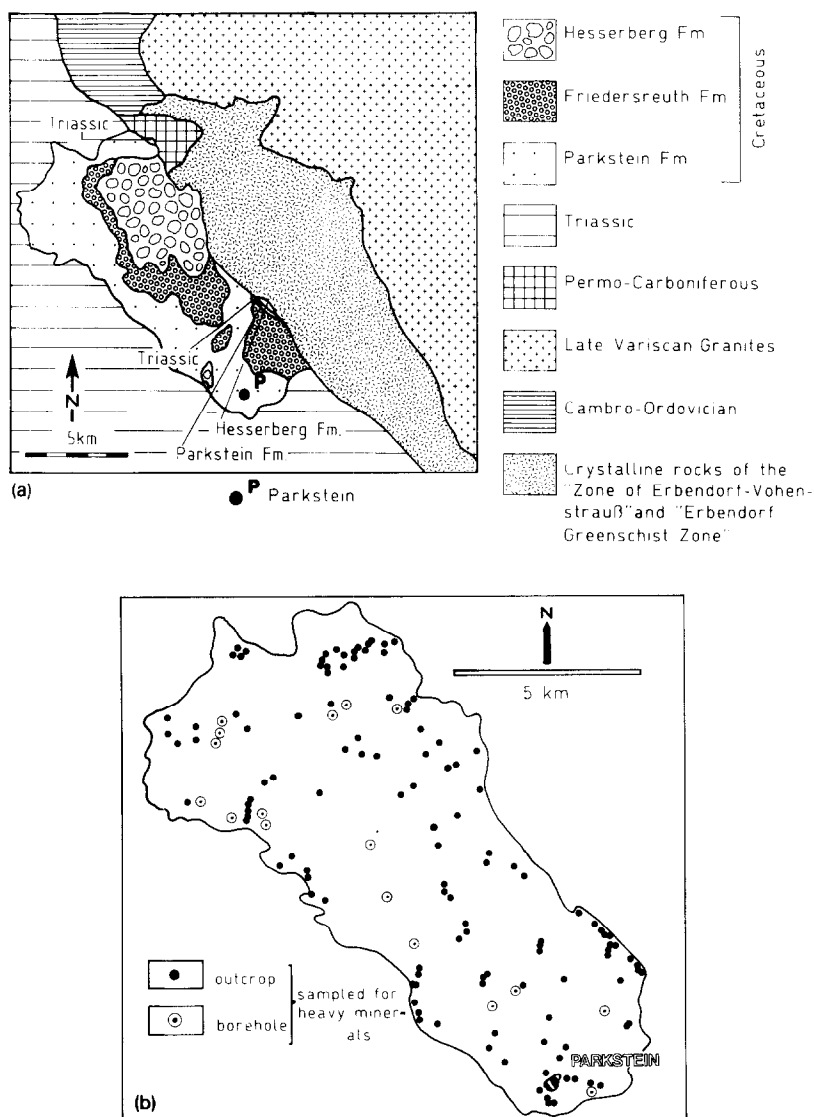 Triassic
Triassic
Hesserberg Fm.
Parkstein Fm
P
N
5km
(a)
P Parkstein
Hesserberg Fm
Friedersreuth Fm
Parkstein Fm
Cretaceous
Triassic
Permo-Carboniferous
Late Variscan Granites
Cambro-Ordovician
Crystalline rocks of the
"Zone of Erbendorf-Vohen-
strauß" and "Erbendorf
Greenschist Zone"
N
5 km
outcrop
borehole
sampled for
heavy miner-
als
PARKSTEIN
(b)